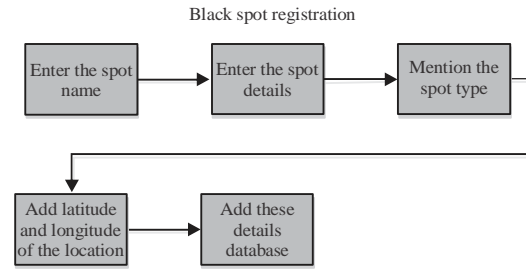 Black spot registration
Enter the spot
name
Enter the spot
details
Mention the
spot type
Add latitude
and longitude
of the location
Add these
details
database